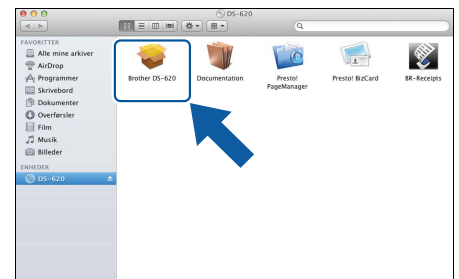 DS-620
FAVORITTER
Alle mine arkiver
AirDrop
Programmer
Skrivebord
Dokumenter
Overførsler
Film
Musik
Billeder
ENHEDER
DS-620
Brother DS-620
Documentation
Presto!
PageManager
Presto! BizCard
BR-Receipts